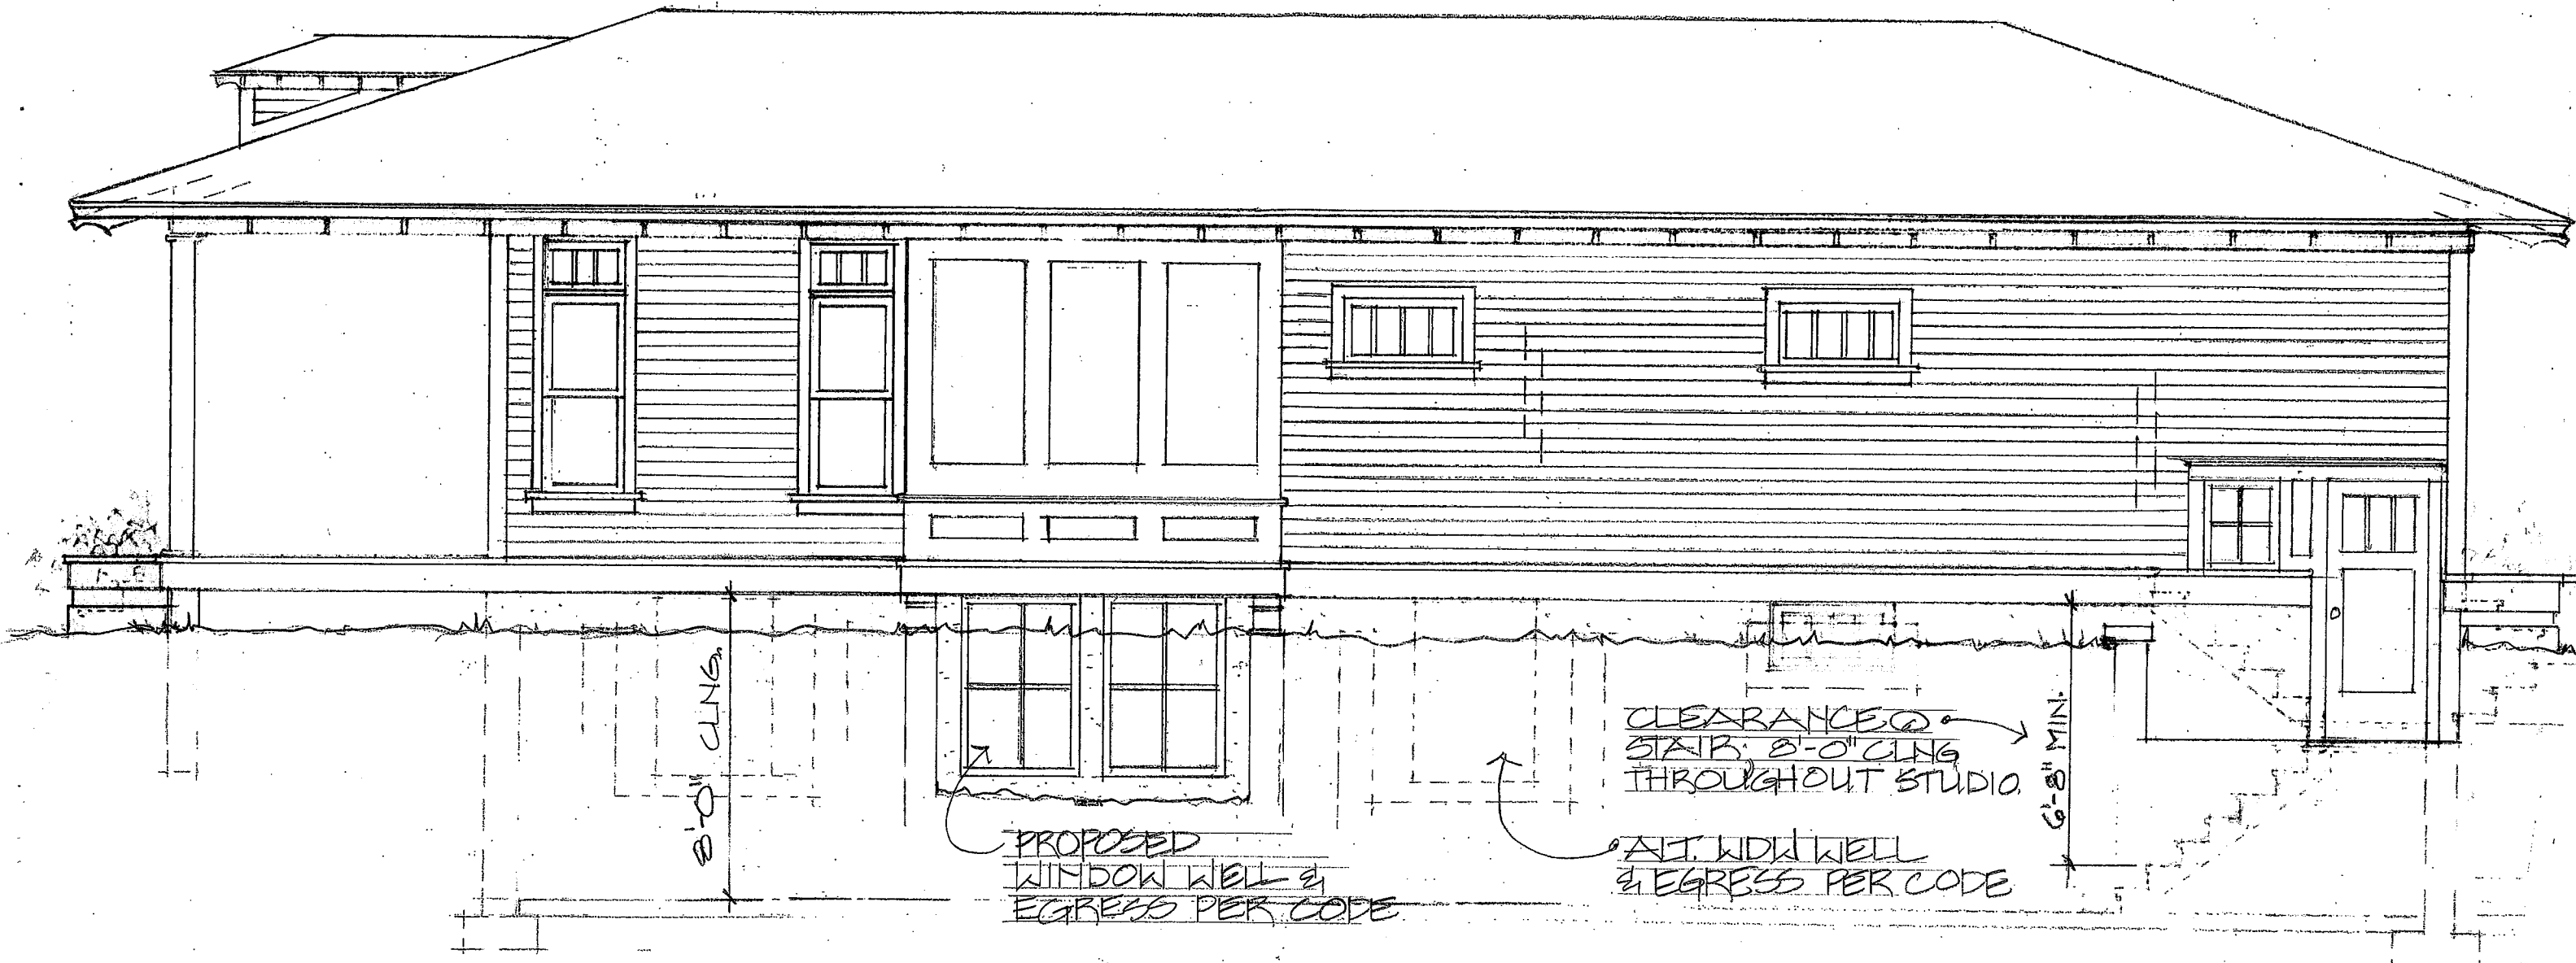 8'-0" CLNG.
PROPOSED
WINDOW WELL &
EGRESS PER CODE
CLEARANCE @
STAIR; 8'-0" CLNG
THROUGHOUT STUDIO.
6'-8" MIN.
ALT. WDW WELL
& EGRESS PER CODE